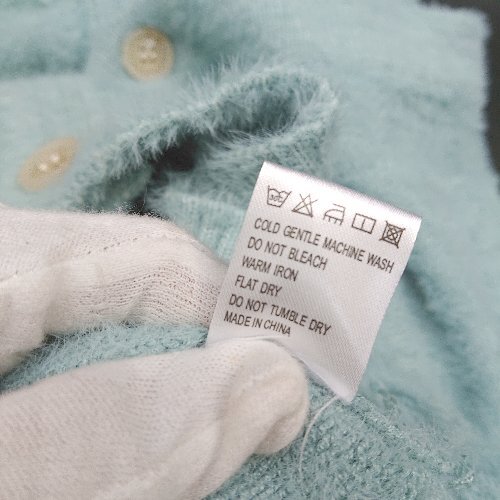 COLD GENTLE MACHINE WASH
DO NOT BLEACH
WARM IRON
FLAT DRY
DO NOT TUMBLE DRY
MADE IN CHINA